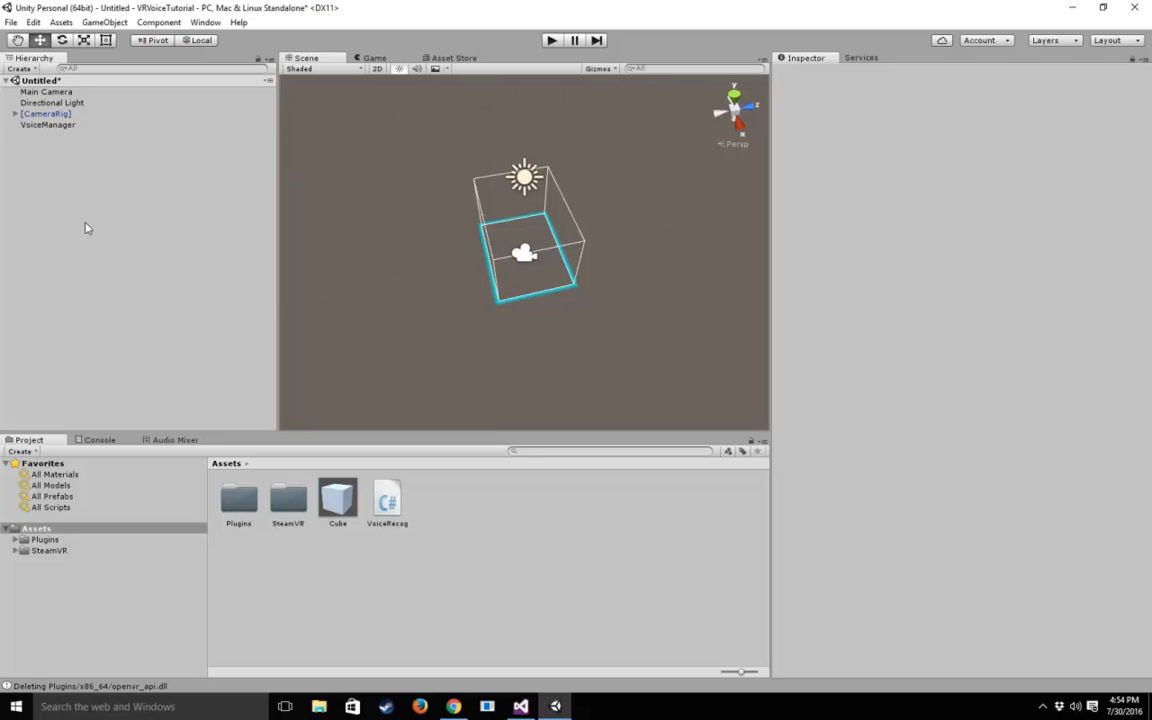 Unity Personal (64bit) - Untitled - VRVoiceTutorial - PC, Mac & Linux Standalone* <DX11>
File Edit Assets GameObject Component Window Help
Pivot Local Account Layers Layout
Hierarchy Scene Game Asset Store Inspector Services
Create All Shaded 2D Gizmos All
Untitled*
Main Camera
Directional Light
[CameraRig]
VoiceManager
y
z
x
Persp
Project Console Audio Mixer
Create
Favorites
All Materials
All Models
All Prefabs
All Scripts
Assets
Plugins
SteamVR
Assets
Plugins SteamVR Cube VoiceRecog
C#
Deleting Plugins/x86_64/openvr_api.dll
Search the web and Windows
4:54 PM
7/30/2016